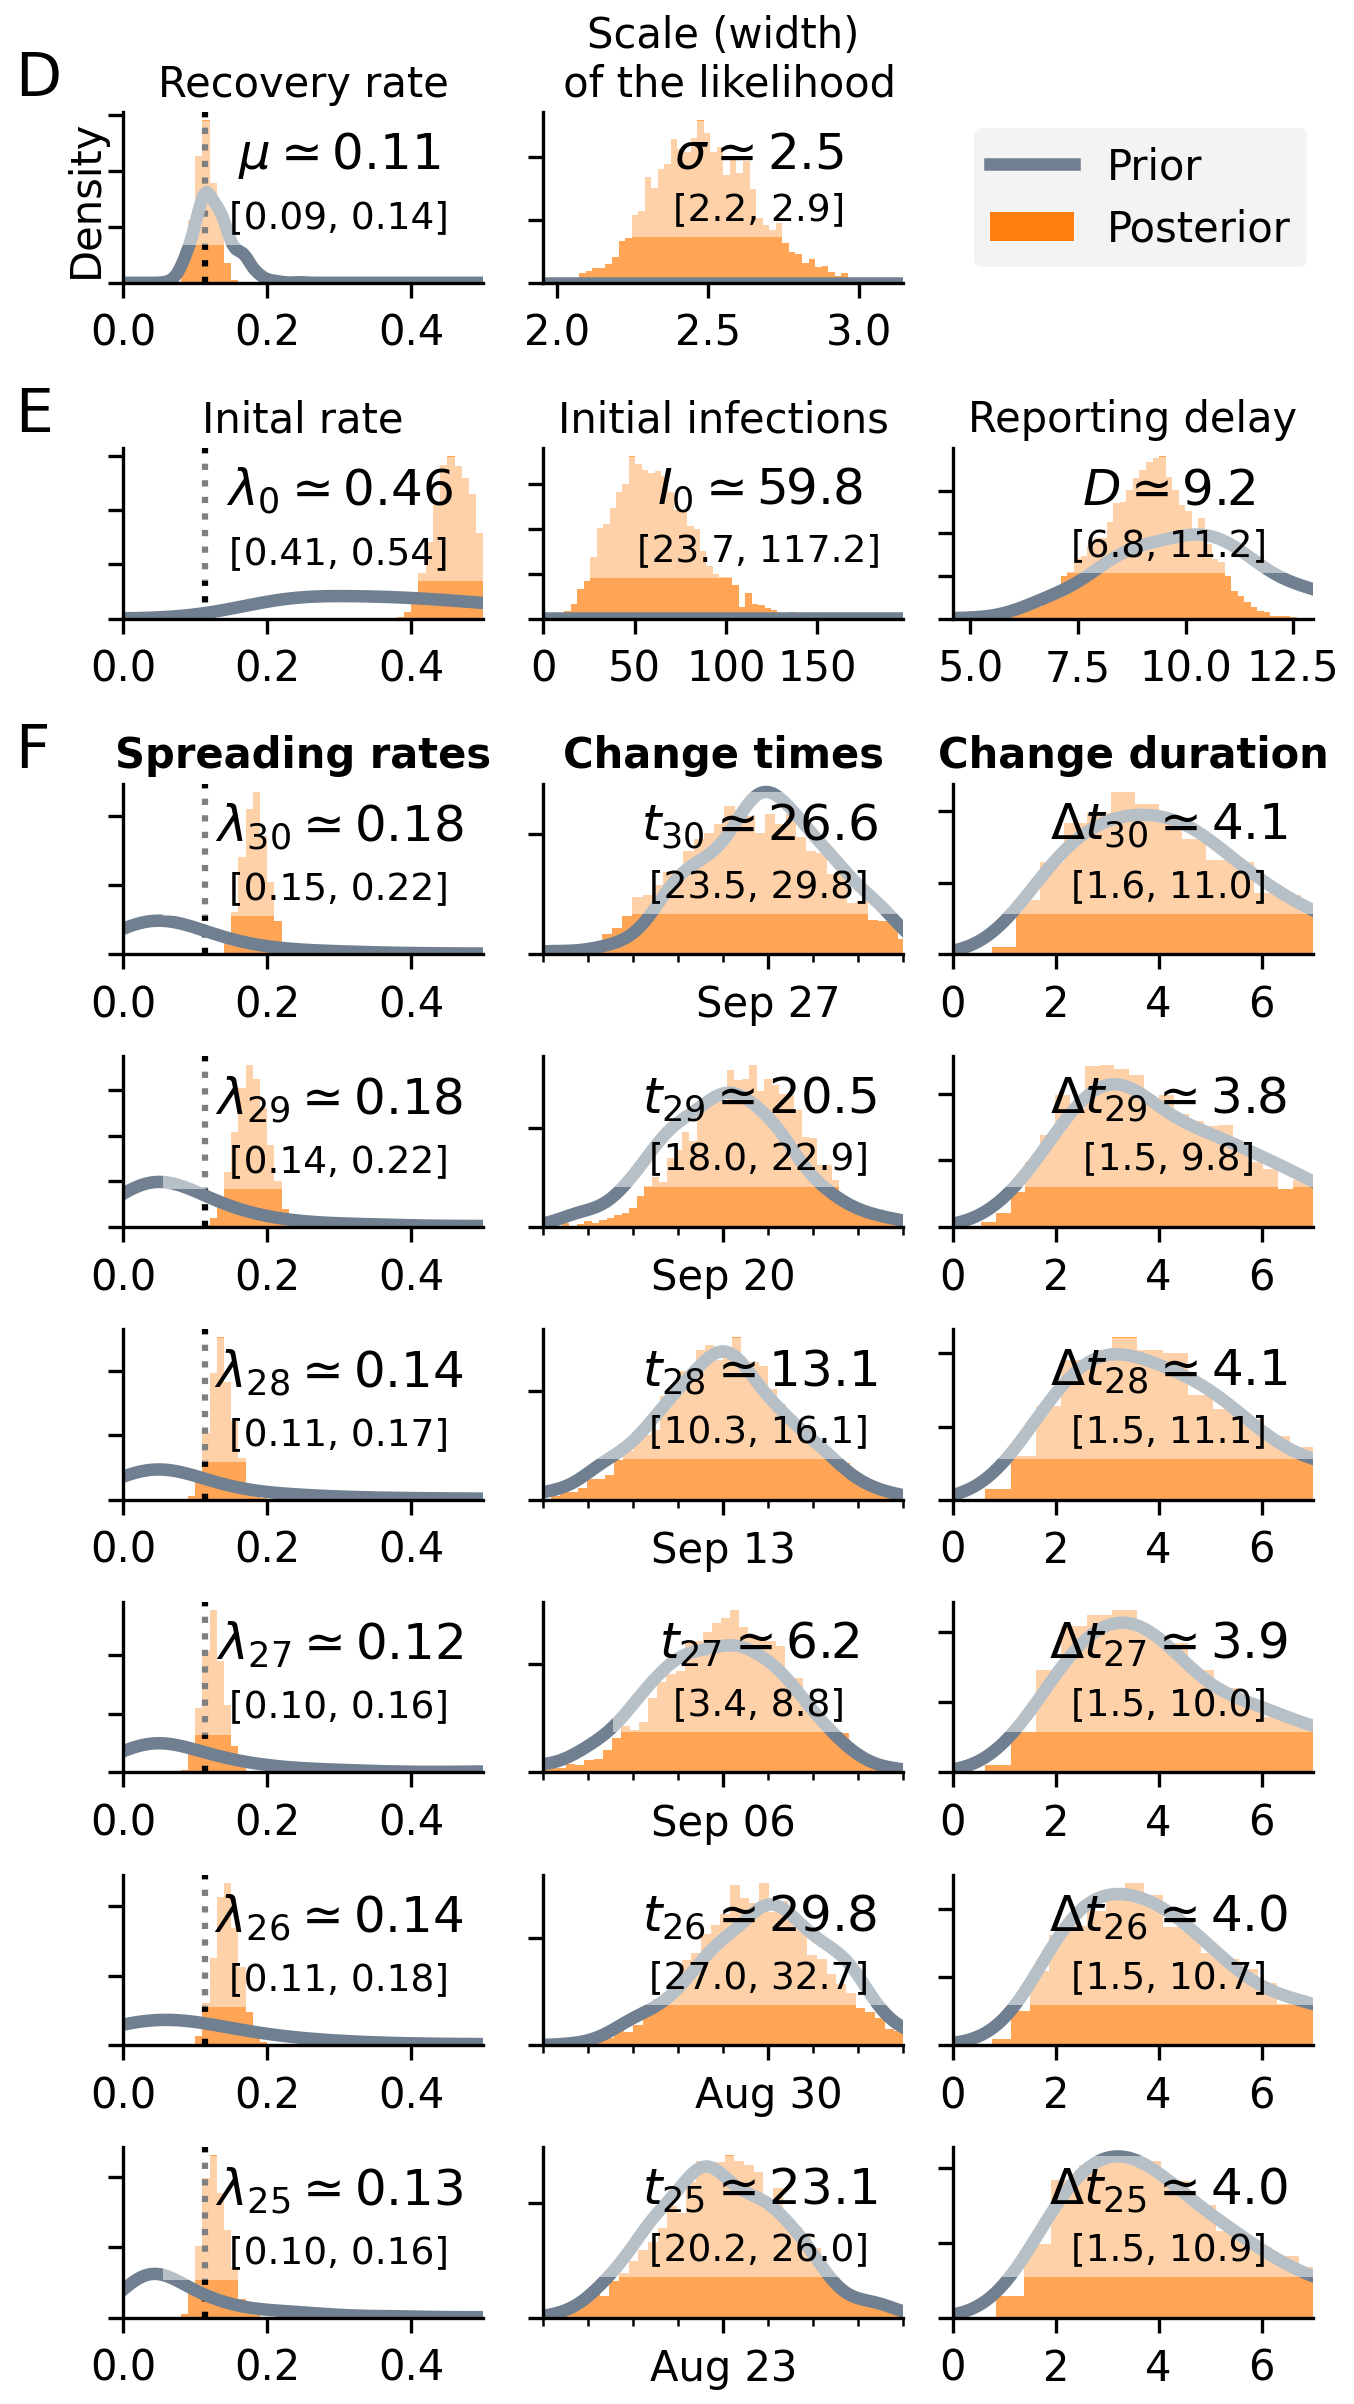 D
Recovery rate
Scale (width)
of the likelihood
Density
μ ≃ 0.11
[0.09, 0.14]
0.0 0.2 0.4
σ ≃ 2.5
[2.2, 2.9]
2.0 2.5 3.0
Prior
Posterior
E
Inital rate
λ0 ≃ 0.46
[0.41, 0.54]
0.0 0.2 0.4
Initial infections
I0 ≃ 59.8
[23.7, 117.2]
0 50 100 150
Reporting delay
D ≃ 9.2
[6.8, 11.2]
5.0 7.5 10.0 12.5
F
Spreading rates
Change times
Change duration
λ30 ≃ 0.18
[0.15, 0.22]
0.0 0.2 0.4
t30 ≃ 26.6
[23.5, 29.8]
Sep 27
Δt30 ≃ 4.1
[1.6, 11.0]
0 2 4 6
λ29 ≃ 0.18
[0.14, 0.22]
0.0 0.2 0.4
t29 ≃ 20.5
[18.0, 22.9]
Sep 20
Δt29 ≃ 3.8
[1.5, 9.8]
0 2 4 6
λ28 ≃ 0.14
[0.11, 0.17]
0.0 0.2 0.4
t28 ≃ 13.1
[10.3, 16.1]
Sep 13
Δt28 ≃ 4.1
[1.5, 11.1]
0 2 4 6
λ27 ≃ 0.12
[0.10, 0.16]
0.0 0.2 0.4
t27 ≃ 6.2
[3.4, 8.8]
Sep 06
Δt27 ≃ 3.9
[1.5, 10.0]
0 2 4 6
λ26 ≃ 0.14
[0.11, 0.18]
0.0 0.2 0.4
t26 ≃ 29.8
[27.0, 32.7]
Aug 30
Δt26 ≃ 4.0
[1.5, 10.7]
0 2 4 6
λ25 ≃ 0.13
[0.10, 0.16]
0.0 0.2 0.4
t25 ≃ 23.1
[20.2, 26.0]
Aug 23
Δt25 ≃ 4.0
[1.5, 10.9]
0 2 4 6